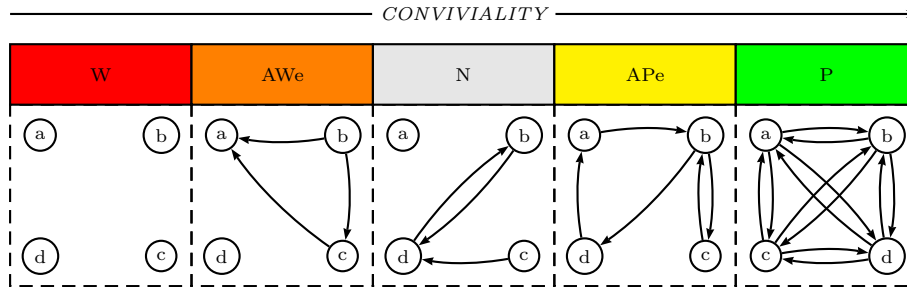 CONVIVIALITY
W AWe N APe P
a b a b a b a b a b
d c d c d c d c c d